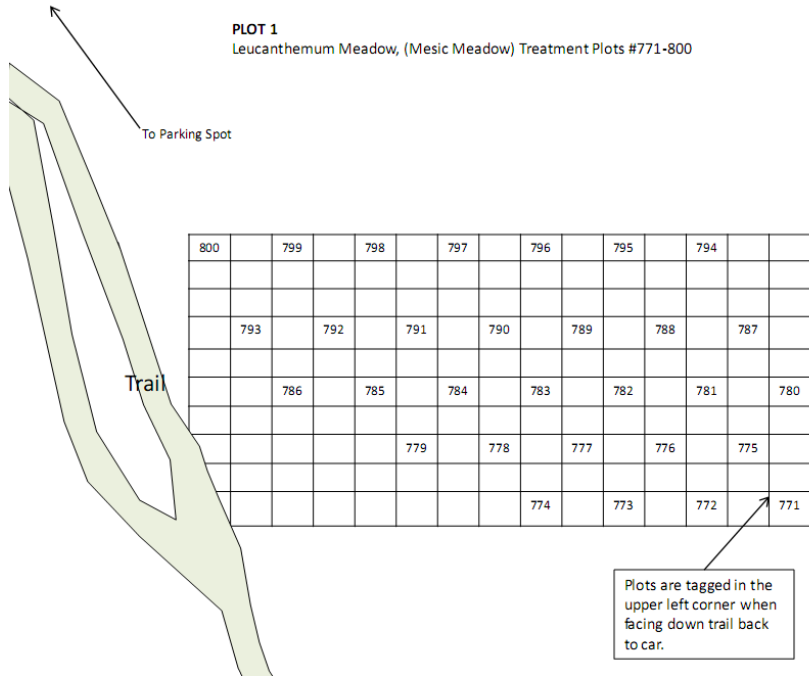 PLOT 1
Leucanthemum Meadow, (Mesic Meadow) Treatment Plots #771-800
To Parking Spot
800 799 798 797 796 795 794
793 792 791 790 789 788 787
Trail
786 785 784 783 782 781 780
779 778 777 776 775
774 773 772 771
Plots are tagged in the
upper left corner when
facing down trail back
to car.